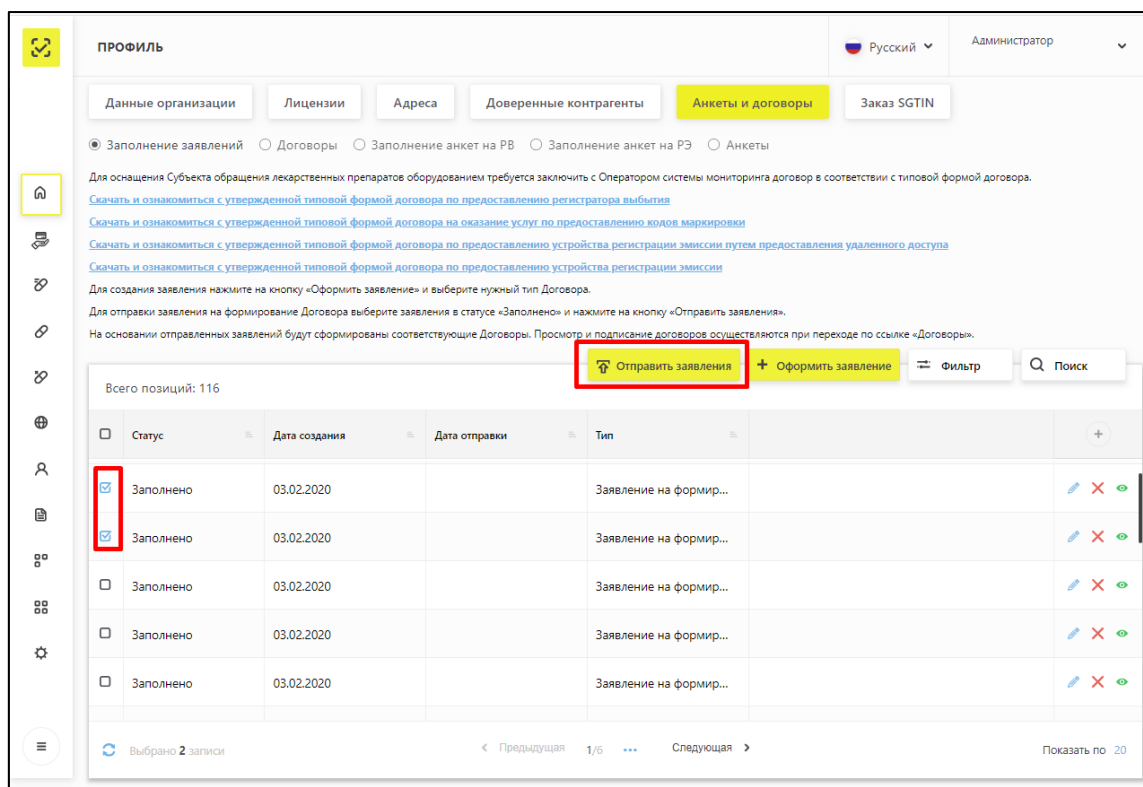 ПРОФИЛЬ
Русский
Администратор
Данные организации
Лицензии
Адреса
Доверенные контрагенты
Анкеты и договоры
Заказ SGTIN
Заполнение заявлений
Договоры
Заполнение анкет на РВ
Заполнение анкет на РЭ
Анкеты
Для оснащения Субъекта обращения лекарственных препаратов оборудованием требуется заключить с Оператором системы мониторинга договор в соответствии с типовой формой договора.
Скачать и ознакомиться с утвержденной типовой формой договора по предоставлению регистратора выбытия
Скачать и ознакомиться с утвержденной типовой формой договора на оказание услуг по предоставлению кодов маркировки
Скачать и ознакомиться с утвержденной типовой формой договора по предоставлению устройства регистрации эмиссии путем предоставления удаленного доступа
Скачать и ознакомиться с утвержденной типовой формой договора по предоставлению устройства регистрации эмиссии
Для создания заявления нажмите на кнопку «Оформить заявление» и выберите нужный тип Договора.
Для отправки заявления на формирование Договора выберите заявления в статусе «Заполнено» и нажмите на кнопку «Отправить заявления».
На основании отправленных заявлений будут сформированы соответствующие Договоры. Просмотр и подписание договоров осуществляются при переходе по ссылке «Договоры».
Отправить заявления
+ Оформить заявление
Фильтр
Поиск
Всего позиций: 116
Статус
Дата создания
Дата отправки
Тип
Заполнено 03.02.2020 Заявление на формир...
Заполнено 03.02.2020 Заявление на формир...
Заполнено 03.02.2020 Заявление на формир...
Заполнено 03.02.2020 Заявление на формир...
Заполнено 03.02.2020 Заявление на формир...
Выбрано 2 записи
Предыдущая
1/6
...
Следующая
Показать по 20